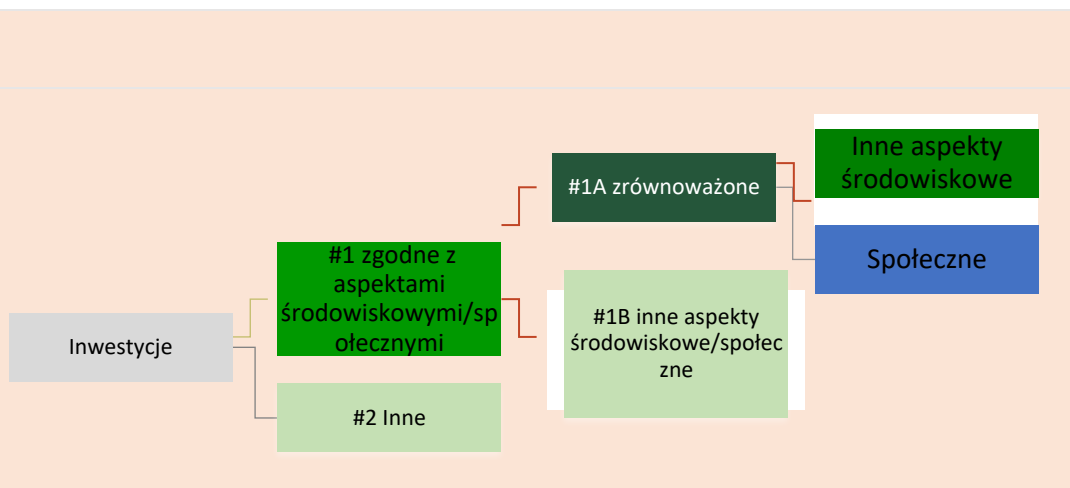 Inwestycje
#1 zgodne z
aspektami
środowiskowymi/sp
ołecznymi
#2 Inne
#1A zrównoważone
#1B inne aspekty
środowiskowe/społec
zne
Inne aspekty
środowiskowe
Społeczne